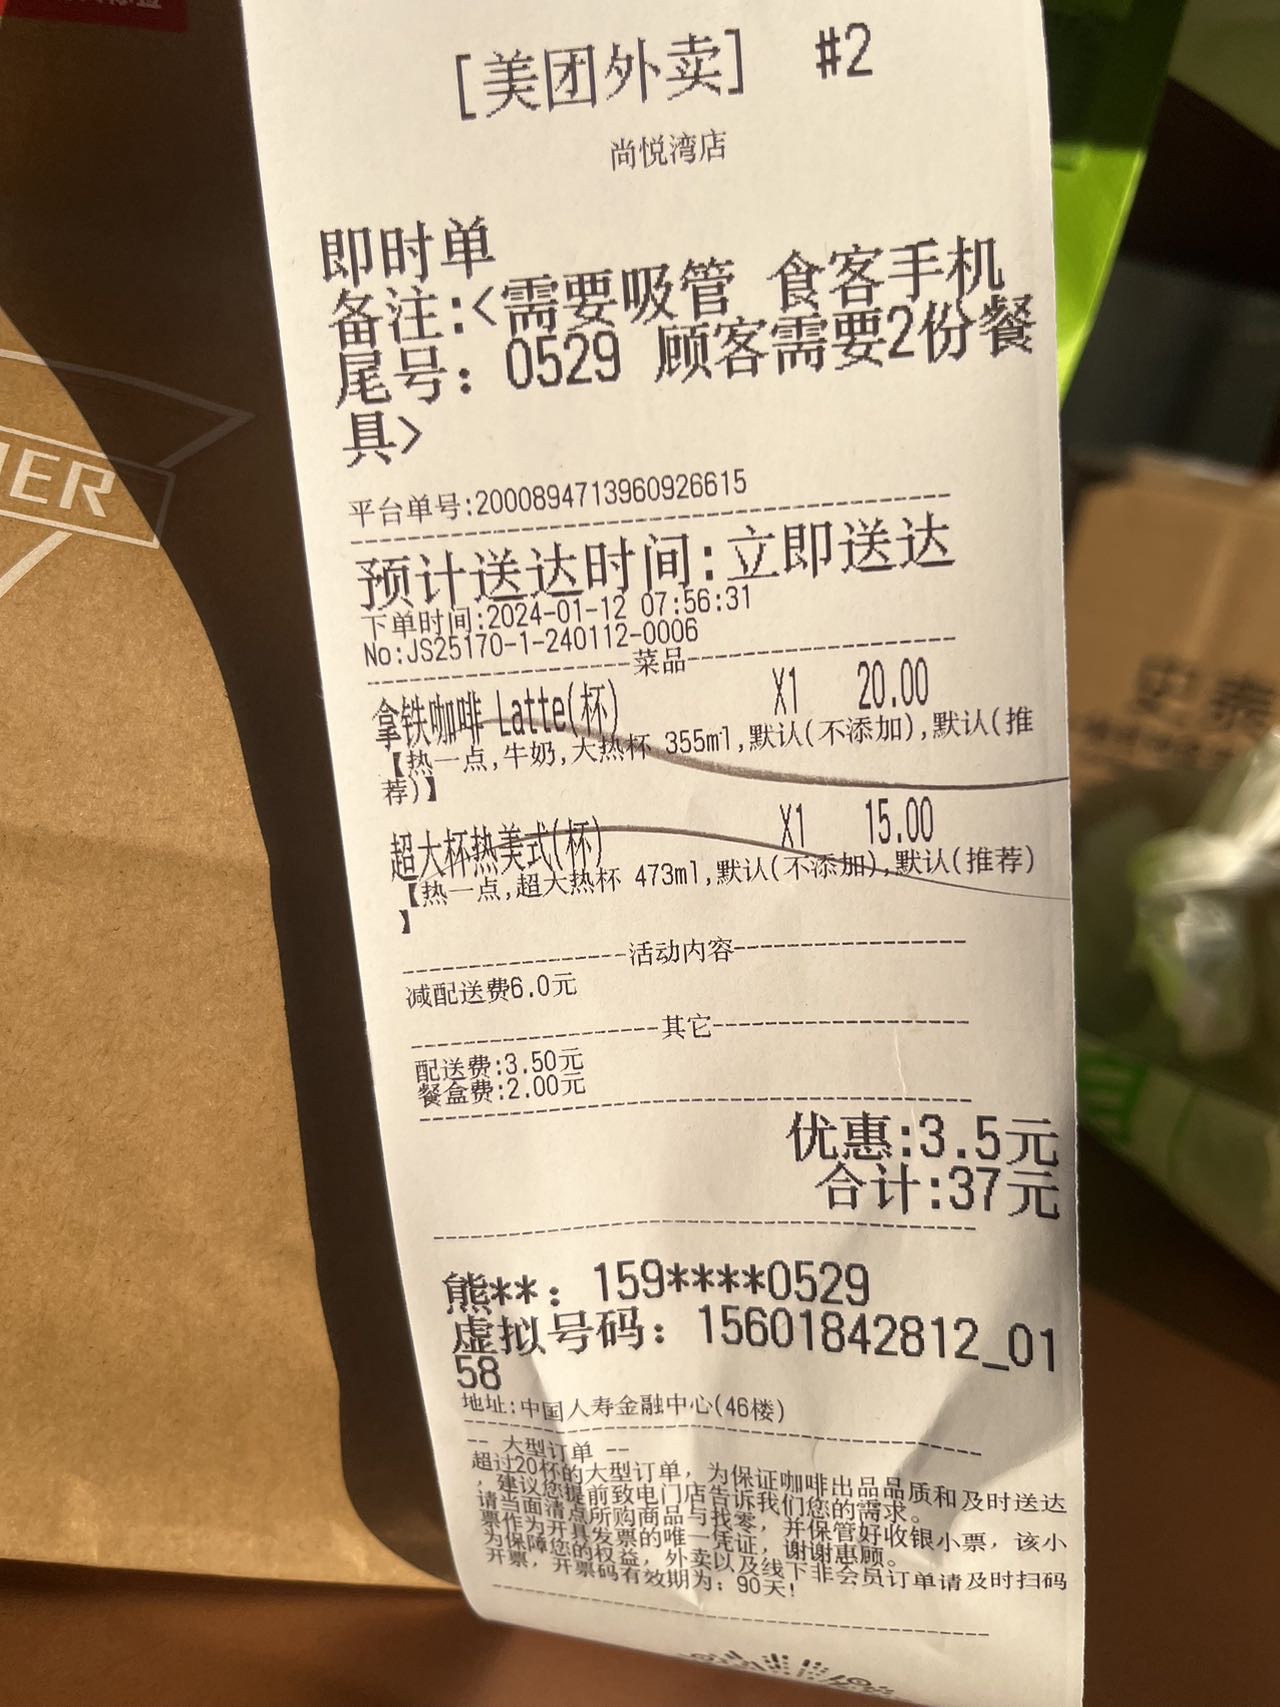 [美团外卖] #2
尚悦湾店
即时单
备注:<需要吸管 食客手机
尾号: 0529 顾客需要2份餐
具>
平台单号:2000894713960926615
预计送达时间:立即送达
下单时间:2024-01-12 07:56:31
No:JS25170-1-240112-0006
菜品
拿铁咖啡 Latte(杯) X1 20.00
【热一点,牛奶,大热杯 355ml,默认(不添加),默认(推
荐)】
超大杯热美式(杯) X1 15.00
【热一点,超大热杯 473ml,默认(不添加),默认(推荐)
】
活动内容
减配送费6.0元
其它
配送费:3.50元
餐盒费:2.00元
优惠:3.5元
合计:37元
熊**: 159****0529
虚拟号码: 15601842812_01
58
地址:中国人寿金融中心(46楼)
-- 大型订单 --
超过20杯的大型订单, 为保证咖啡出品品质和及时送达
, 建议您提前致电门店告诉我们您的需求。
请当面清点所购商品与找零, 并保管好收银小票, 该小
票作为开具发票的唯一凭证, 谢谢惠顾。
为保障您的权益, 外卖以及线下非会员订单请及时扫码
开票, 开票码有效期为: 90天!
ER
史泰